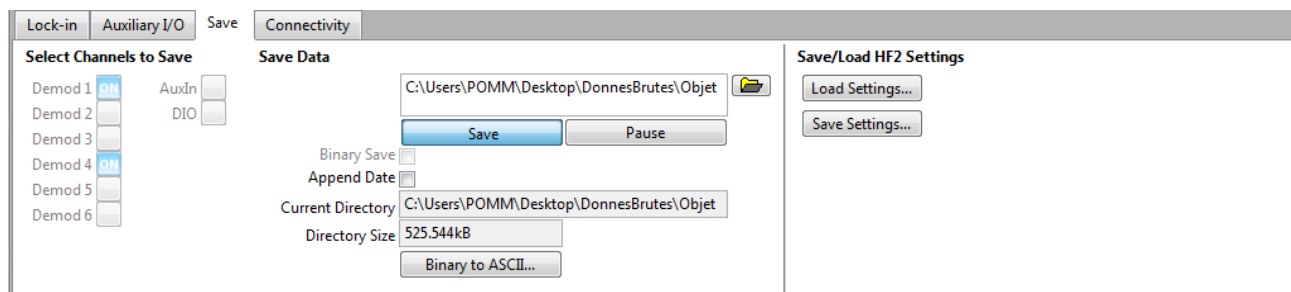 Lock-in Auxiliary I/O Save Connectivity
Select Channels to Save
Demod 1 ON AuxIn
Demod 2 DIO
Demod 3
Demod 4 ON
Demod 5
Demod 6
Save Data
C:\Users\POMM\Desktop\DonnesBrutes\Objet
Save Pause
Binary Save
Append Date
Current Directory C:\Users\POMM\Desktop\DonnesBrutes\Objet
Directory Size 525.544kB
Binary to ASCII...
Save/Load HF2 Settings
Load Settings...
Save Settings...